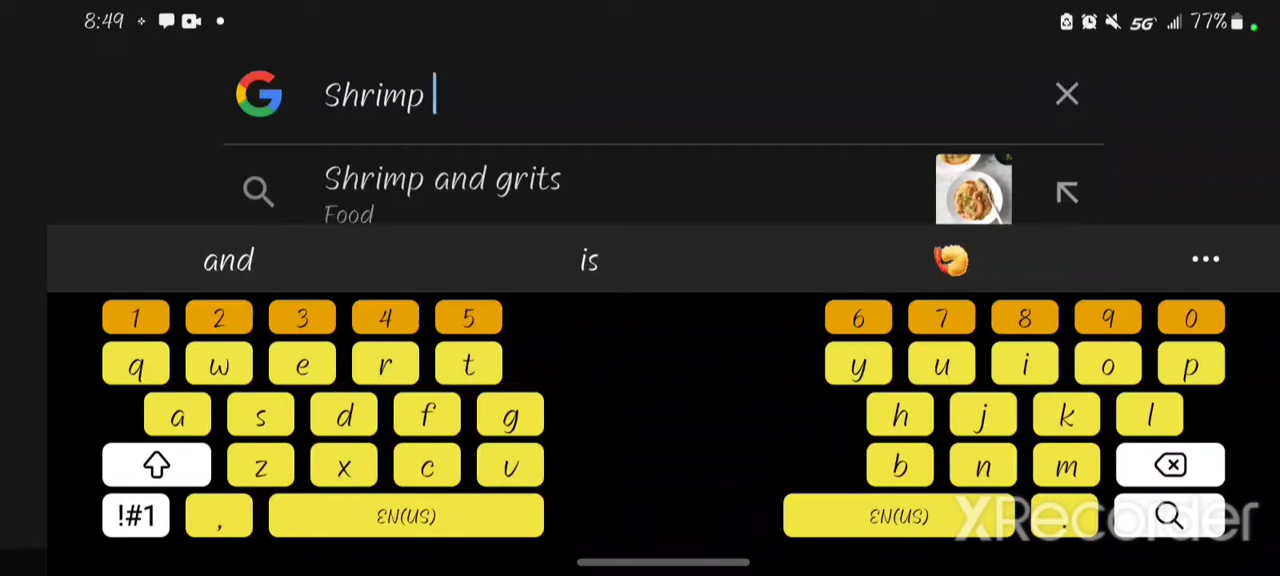 8:49 5G 77%
Shrimp
Shrimp and grits
Food
and is
1 2 3 4 5 6 7 8 9 0
q w e r t y u i o p
a s d f g h j k l
z x c v b n m
!#1 , EN(US) EN(US) .
XRecorder